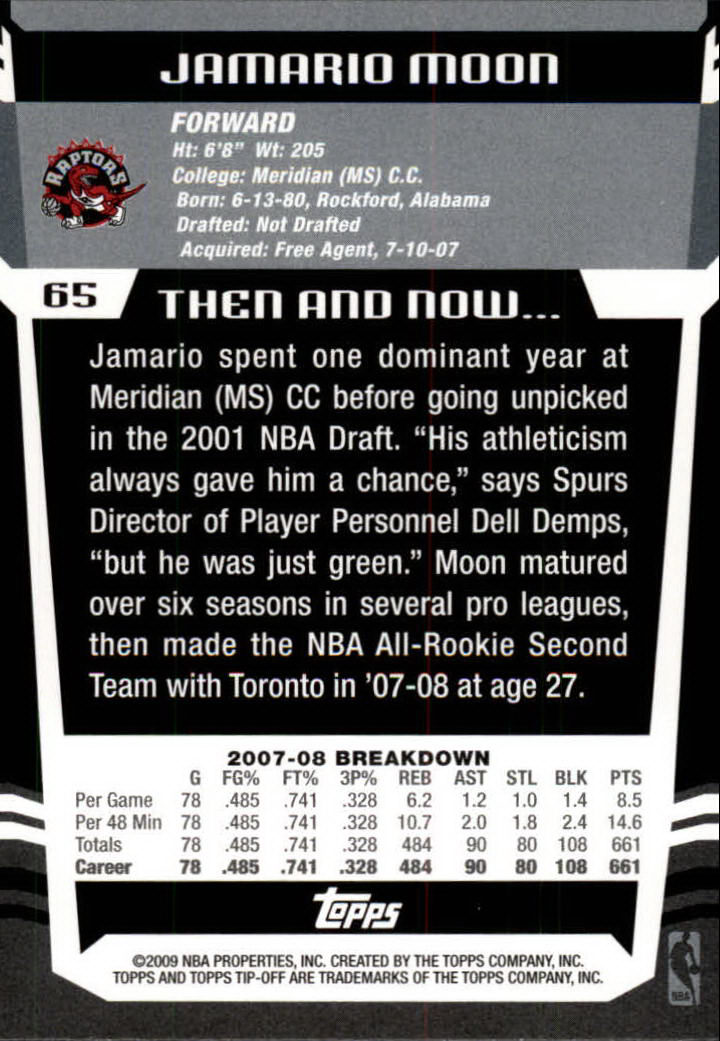 JAMARIO MOON
FORWARD
Ht: 6'8" Wt: 205
College: Meridian (MS) C.C.
Born: 6-13-80, Rockford, Alabama
Drafted: Not Drafted
Acquired: Free Agent, 7-10-07
RAPTORS
65
THEN AND NOW...
Jamario spent one dominant year at
Meridian (MS) CC before going unpicked
in the 2001 NBA Draft. “His athleticism
always gave him a chance,” says Spurs
Director of Player Personnel Dell Demps,
“but he was just green.” Moon matured
over six seasons in several pro leagues,
then made the NBA All-Rookie Second
Team with Toronto in ’07-08 at age 27.
2007-08 BREAKDOWN
G FG% FT% 3P% REB AST STL BLK PTS
Per Game 78 .485 .741 .328 6.2 1.2 1.0 1.4 8.5
Per 48 Min 78 .485 .741 .328 10.7 2.0 1.8 2.4 14.6
Totals 78 .485 .741 .328 484 90 80 108 661
Career 78 .485 .741 .328 484 90 80 108 661
topps
©2009 NBA PROPERTIES, INC. CREATED BY THE TOPPS COMPANY, INC.
TOPPS AND TOPPS TIP-OFF ARE TRADEMARKS OF THE TOPPS COMPANY, INC.
NBA